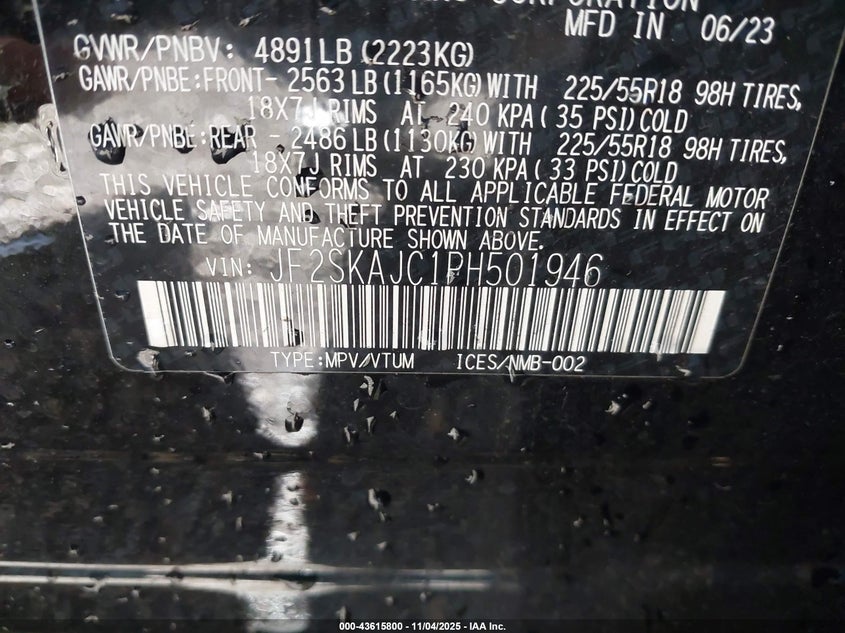 CORPORATION
MFD IN 06/23
GVWR/PNBV: 4891LB(2223KG)
GAWR/PNBE:FRONT- 2563LB(1165KG)WITH 225/55R18 98H TIRES,
18X7J RIMS AT 240 KPA(35 PSI)COLD
GAWR/PNBE:REAR - 2486LB(1130KG)WITH 225/55R18 98H TIRES,
18X7J RIMS AT 230 KPA(33 PSI)COLD
THIS VEHICLE CONFORMS TO ALL APPLICABLE FEDERAL MOTOR
VEHICLE SAFETY AND THEFT PREVENTION STANDARDS IN EFFECT ON
THE DATE OF MANUFACTURE SHOWN ABOVE.
VIN: JF2SKAJC1PH501946
TYPE:MPV/VTUM ICES/NMB-002
000-43615800 - 11/04/2025 - IAA Inc.